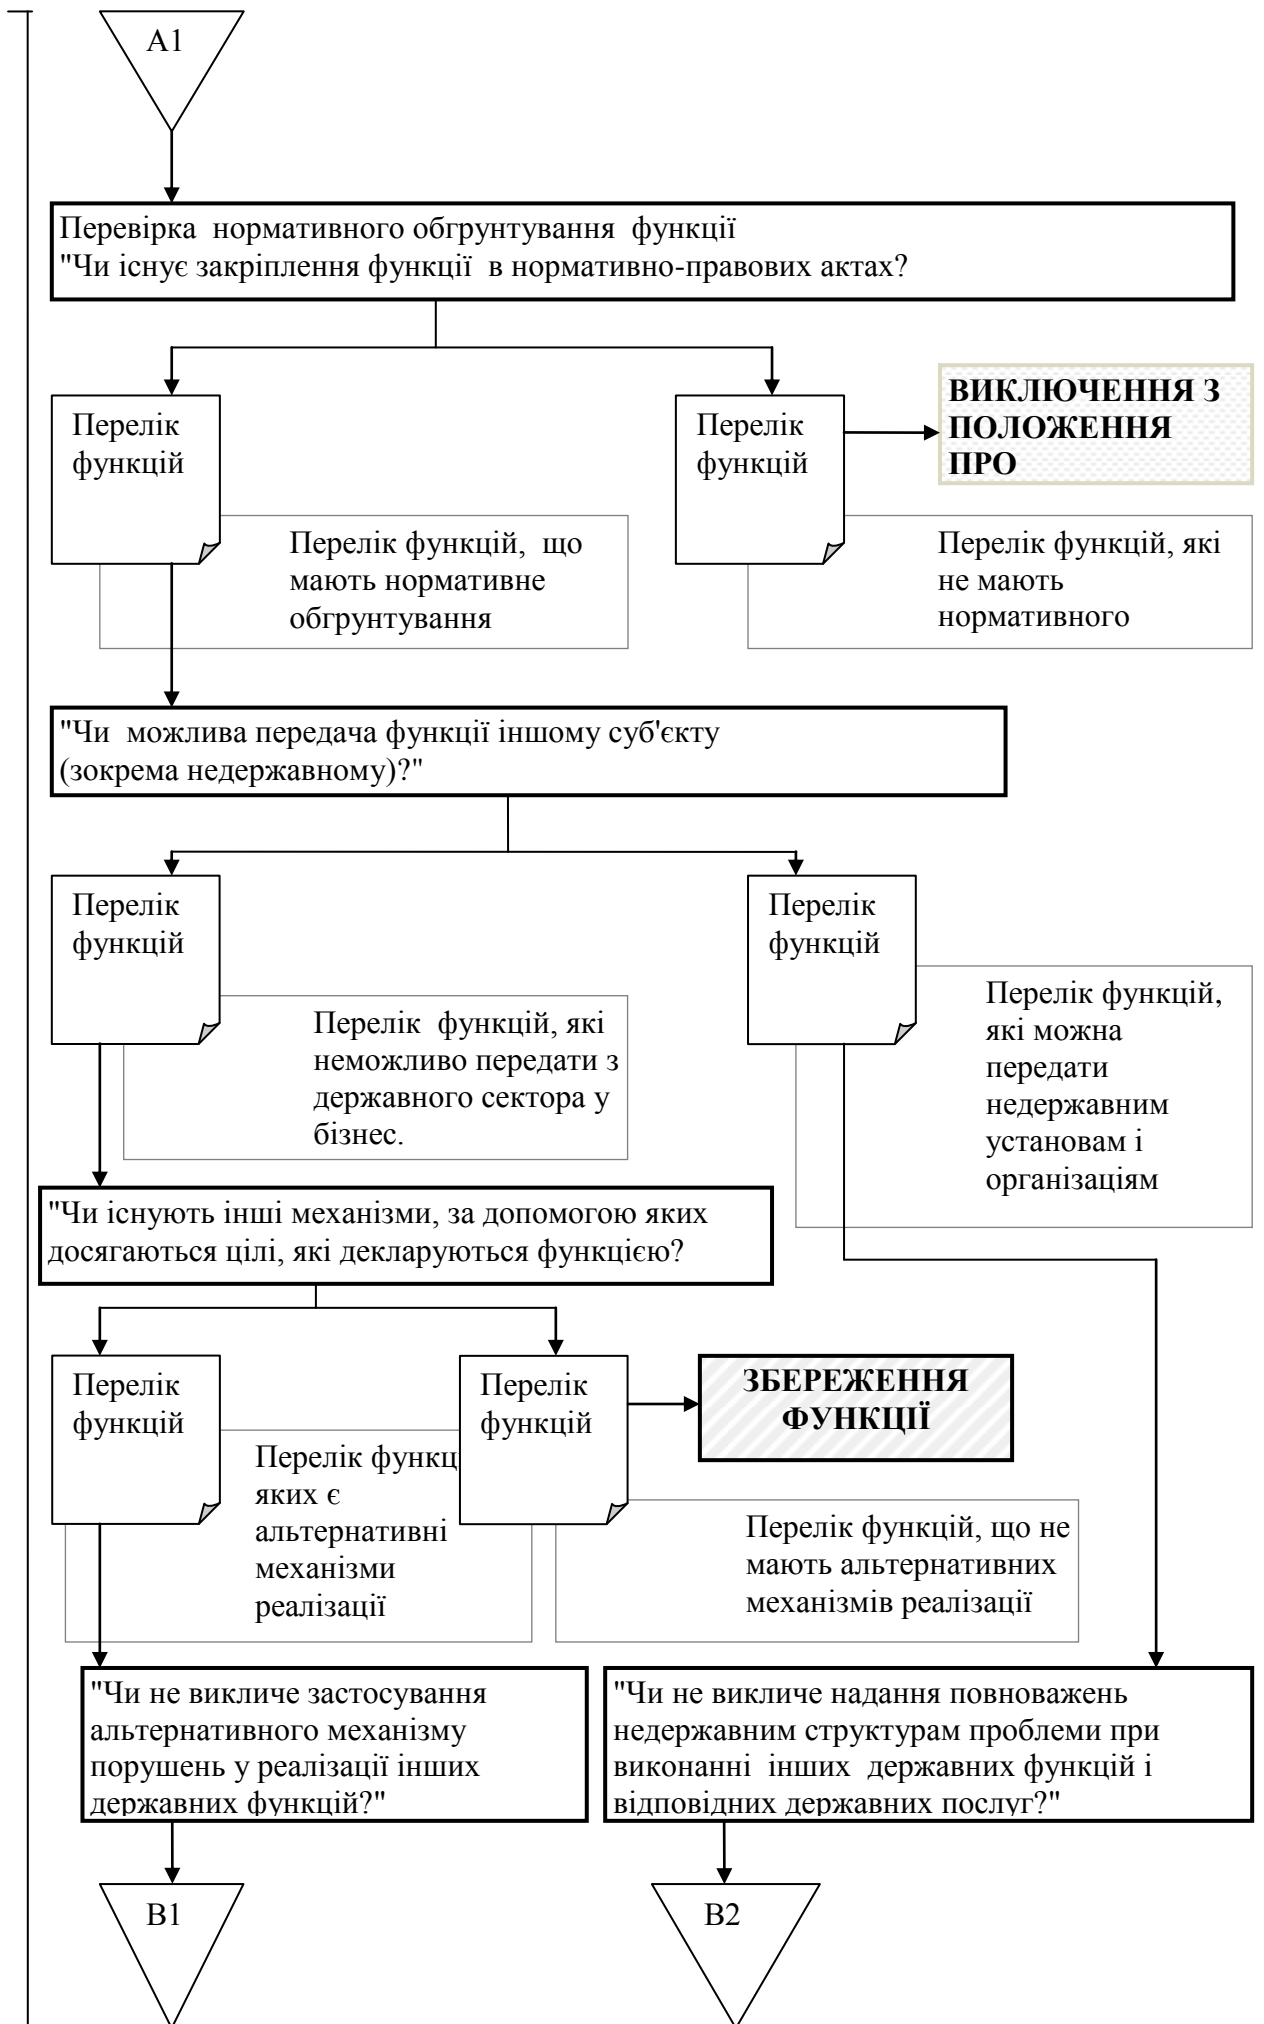 А1
Перевірка нормативного обгрунтування функції
"Чи існує закріплення функції в нормативно-правових актах?
Перелік
функцій
Перелік
функцій
ВИКЛЮЧЕННЯ З
ПОЛОЖЕННЯ
ПРО
Перелік функцій, що
мають нормативне
обгрунтування
Перелік функцій, які
не мають
нормативного
"Чи можлива передача функції іншому суб'єкту
(зокрема недержавному)?"
Перелік
функцій
Перелік
функцій
Перелік функцій, які
неможливо передати з
державного сектора у
бізнес.
Перелік функцій,
які можна
передати
недержавним
установам і
організаціям
"Чи існують інші механізми, за допомогою яких
досягаються цілі, які декларуються функцією?
Перелік
функцій
Перелік
функцій
ЗБЕРЕЖЕННЯ
ФУНКЦІЇ
Перелік функц
яких є
альтернативні
механізми
реалізації
Перелік функцій, що не
мають альтернативних
механізмів реалізації
"Чи не викличе застосування
альтернативного механізму
порушень у реалізації інших
державних функцій?"
"Чи не викличе надання повноважень
недержавним структурам проблеми при
виконанні інших державних функцій і
відповідних державних послуг?"
В1
В2